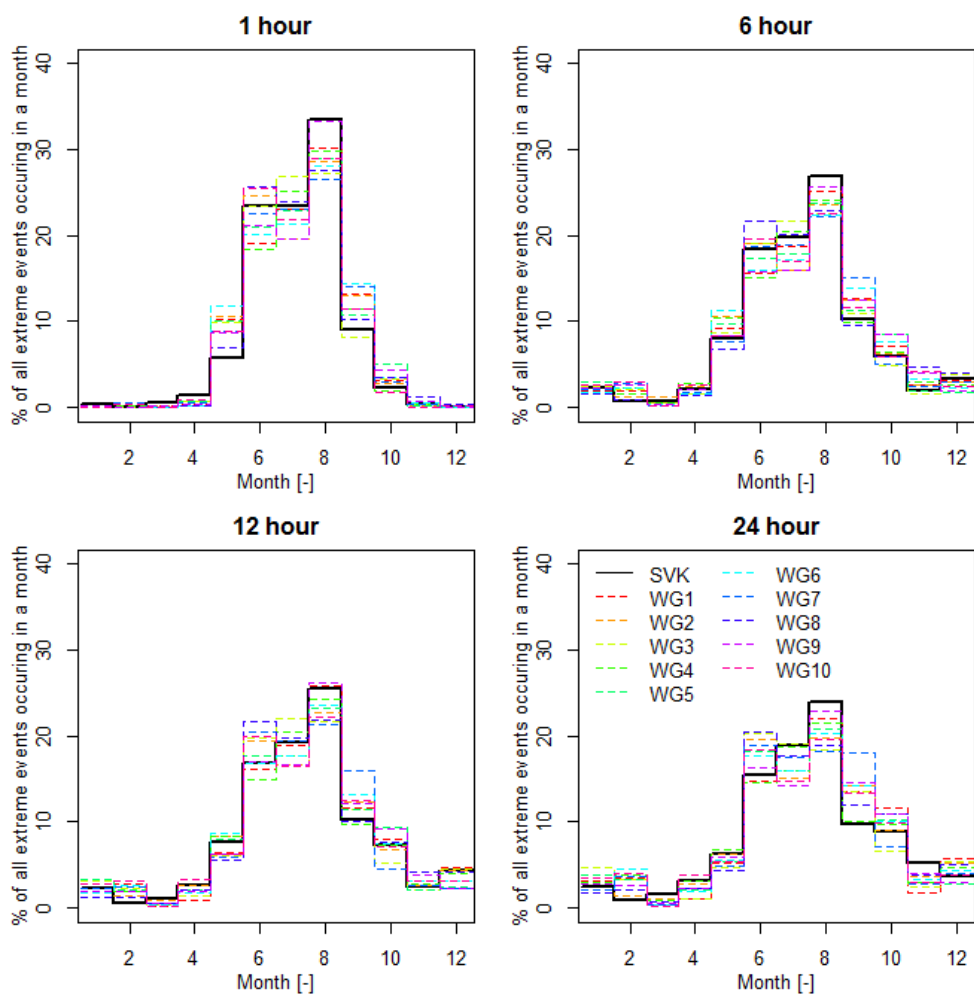 1 hour
% of all extreme events occuring in a month
0 10 20 30 40
2 4 6 8 10 12
Month [-]
6 hour
% of all extreme events occuring in a month
0 10 20 30 40
2 4 6 8 10 12
Month [-]
12 hour
% of all extreme events occuring in a month
0 10 20 30 40
2 4 6 8 10 12
Month [-]
24 hour
% of all extreme events occuring in a month
0 10 20 30 40
SVK
WG1
WG2
WG3
WG4
WG5
WG6
WG7
WG8
WG9
WG10
2 4 6 8 10 12
Month [-]